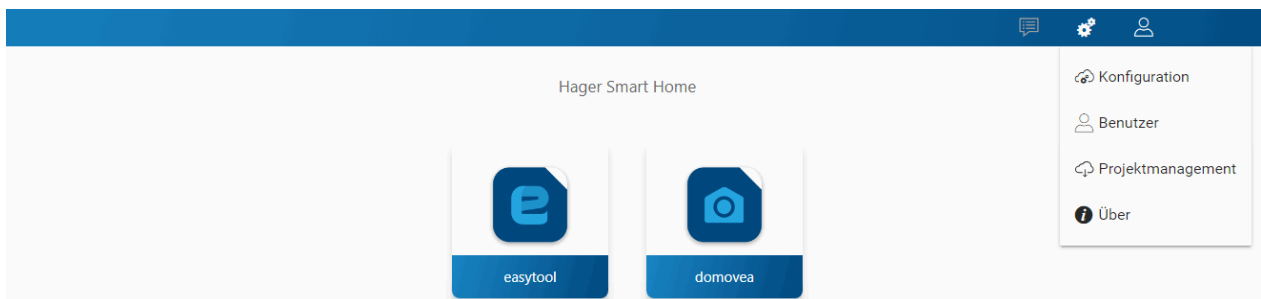 Hager Smart Home
Konfiguration
Benutzer
Projektmanagement
Über
easytool
domovea